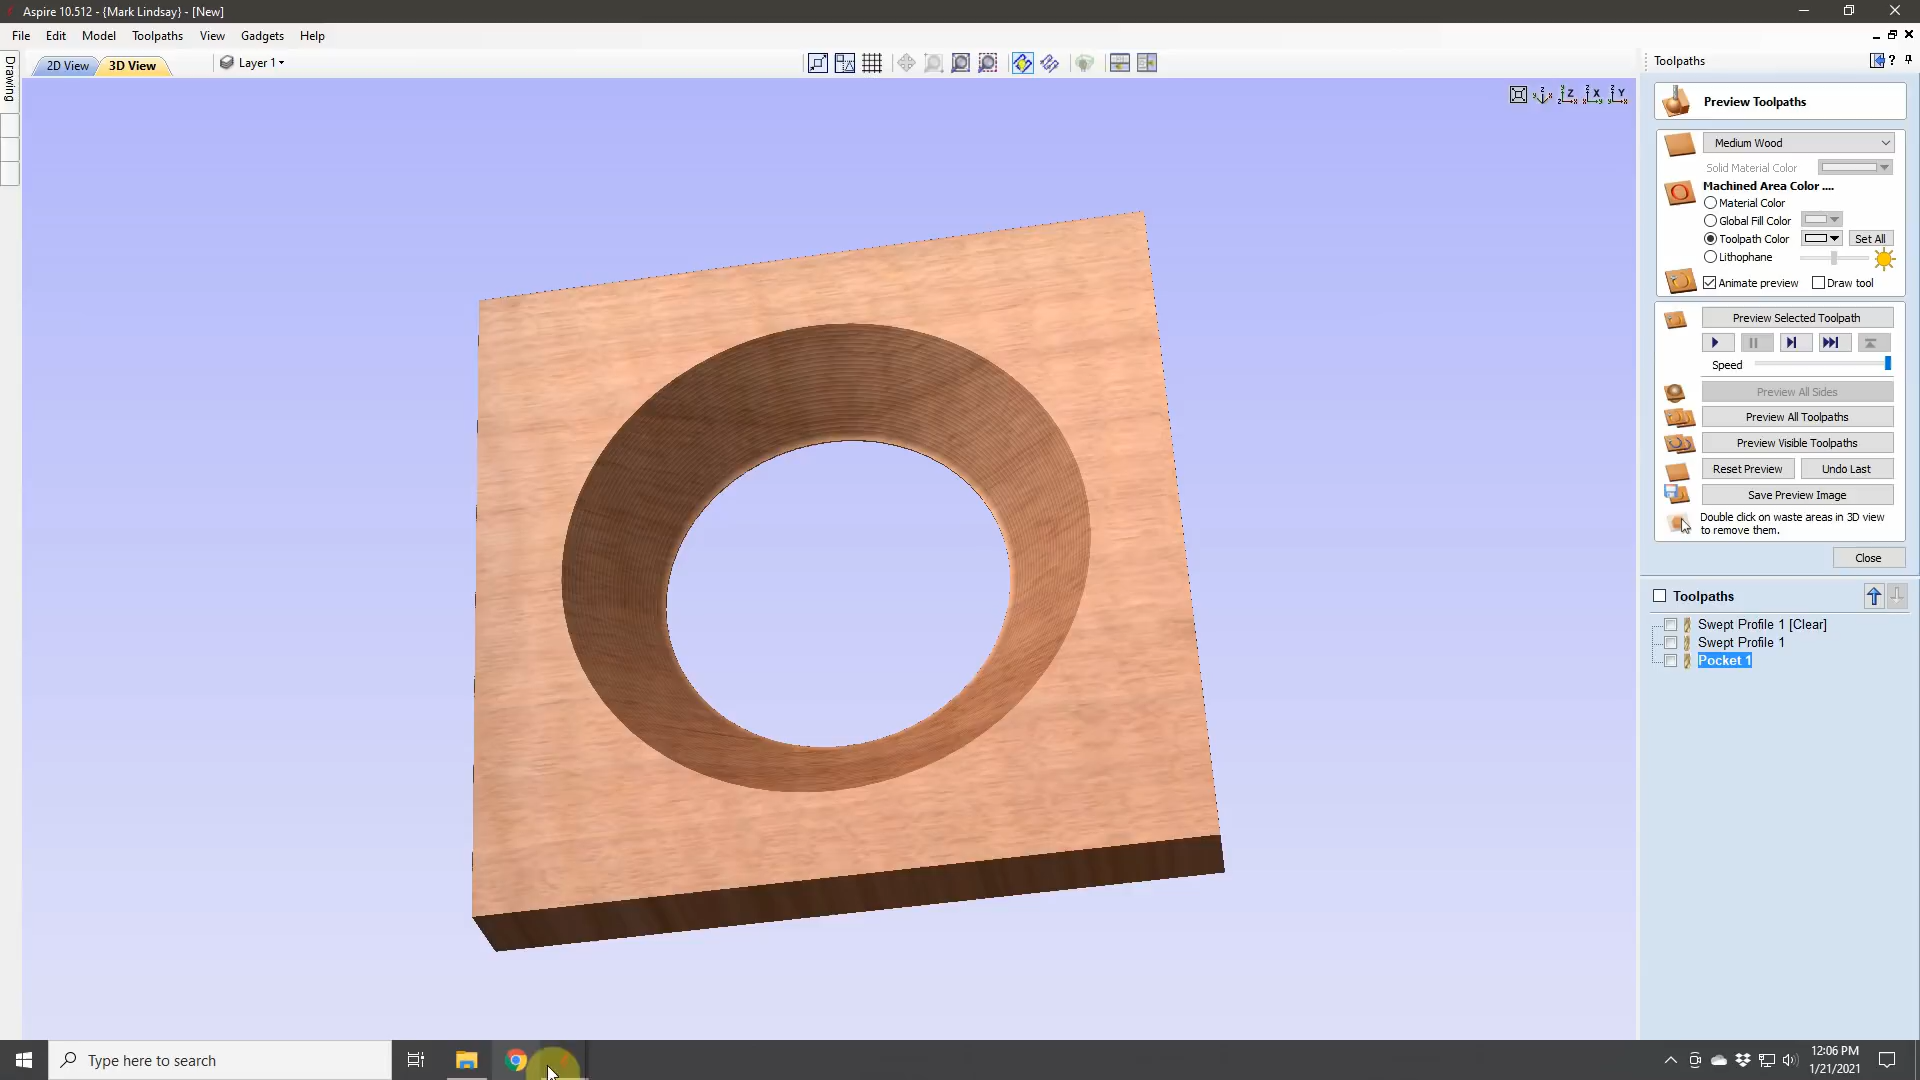 Aspire 10.512 - {Mark Lindsay} - [New]
File Edit Model Toolpaths View Gadgets Help
Drawing
2D View 3D View Layer 1
Toolpaths ?
Z X Y
Preview Toolpaths
Medium Wood
Solid Material Color
Machined Area Color ....
Material Color
Global Fill Color
Toolpath Color Set All
Lithophane
Animate preview Draw tool
Preview Selected Toolpath
Speed
Preview All Sides
Preview All Toolpaths
Preview Visible Toolpaths
Reset Preview Undo Last
Save Preview Image
Double click on waste areas in 3D view
to remove them.
Close
Toolpaths
Swept Profile 1 [Clear]
Swept Profile 1
Pocket 1
Type here to search
12:06 PM
1/21/2021